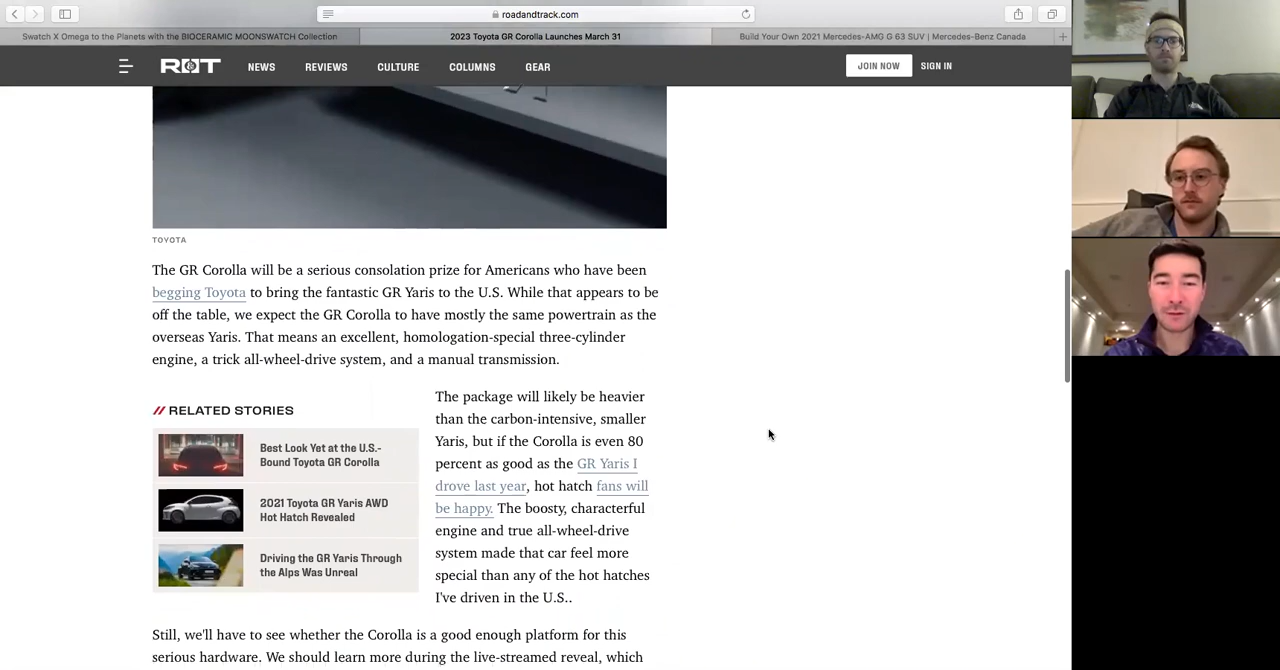 roadandtrack.com
Swatch X Omega to the Planets with the BIOCERAMIC MOONSWATCH Collection
2023 Toyota GR Corolla Launches March 31
Build Your Own 2021 Mercedes-AMG G 63 SUV | Mercedes-Benz Canada
R&T
NEWS
REVIEWS
CULTURE
COLUMNS
GEAR
JOIN NOW
SIGN IN
TOYOTA
The GR Corolla will be a serious consolation prize for Americans who have been
begging Toyota to bring the fantastic GR Yaris to the U.S. While that appears to be
off the table, we expect the GR Corolla to have mostly the same powertrain as the
overseas Yaris. That means an excellent, homologation-special three-cylinder
engine, a trick all-wheel-drive system, and a manual transmission.
// RELATED STORIES
Best Look Yet at the U.S.-
Bound Toyota GR Corolla
2021 Toyota GR Yaris AWD
Hot Hatch Revealed
Driving the GR Yaris Through
the Alps Was Unreal
The package will likely be heavier
than the carbon-intensive, smaller
Yaris, but if the Corolla is even 80
percent as good as the GR Yaris I
drove last year, hot hatch fans will
be happy. The boosty, characterful
engine and true all-wheel-drive
system made that car feel more
special than any of the hot hatches
I've driven in the U.S..
Still, we'll have to see whether the Corolla is a good enough platform for this
serious hardware. We should learn more during the live-streamed reveal, which